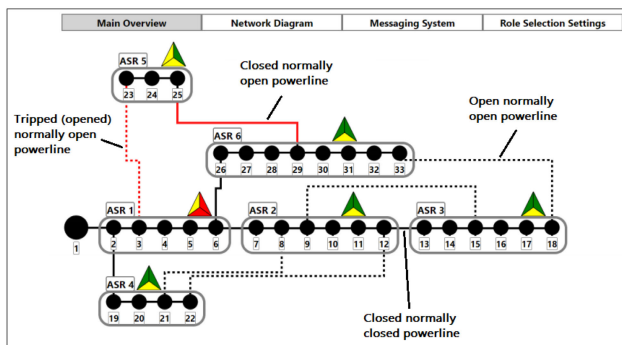 Main Overview
Network Diagram
Messaging System
Role Selection Settings
ASR 5
23 24 25
Closed normally
open powerline
Tripped (opened)
normally open
powerline
ASR 6
26 27 28 29 30 31 32 33
Open normally
open powerline
ASR 1
ASR 2
ASR 3
1
2 3 4 5 6
7 8 9 10 11 12
13 14 15 16 17 18
ASR 4
19 20 21 22
Closed normally
closed powerline